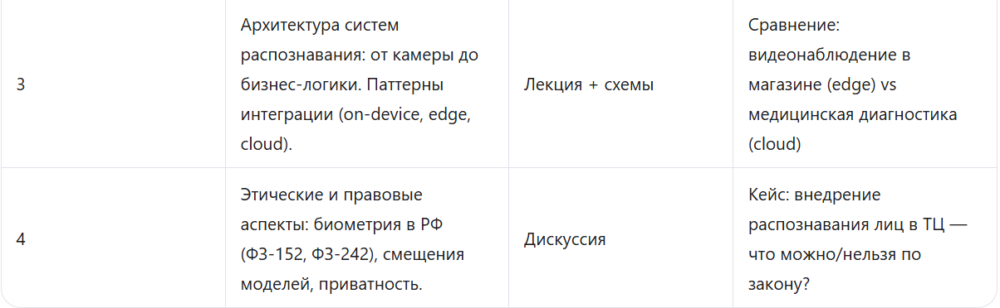 3
Архитектура систем
распознавания: от камеры до
бизнес-логики. Паттерны
интеграции (on-device, edge,
cloud).
Лекция + схемы
Сравнение:
видеонаблюдение в
магазине (edge) vs
медицинская диагностика
(cloud)
4
Этические и правовые
аспекты: биометрия в РФ
(ФЗ-152, ФЗ-242), смещения
моделей, приватность.
Дискуссия
Кейс: внедрение
распознавания лиц в ТЦ —
что можно/нельзя по
закону?